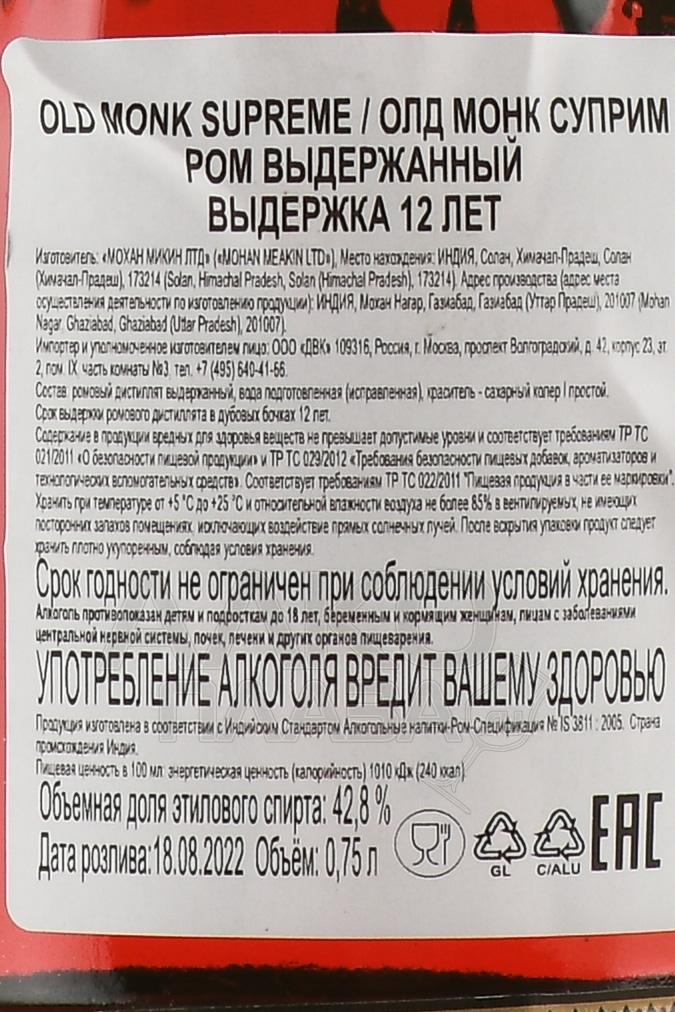 OLD MONK SUPREME / ОЛД МОНК СУПРИМ
РОМ ВЫДЕРЖАННЫЙ
ВЫДЕРЖКА 12 ЛЕТ
Изготовитель: «МОХАН МИКИН ЛТД» («MOHAN MEAKIN LTD»), Место нахождения: ИНДИЯ, Солан, Химачал-Прадеш, Солан
(Химачал-Прадеш), 173214 (Solan, Himachal Pradesh, Solan (Himachal Pradesh), 173214). Адрес производства (адрес места
осуществления деятельности по изготовлению продукции): ИНДИЯ, Мохан Нагар, Газиабад, Газиабад (Уттар Прадеш), 201007 (Mohan
Nagar, Ghaziabad, Ghaziabad (Uttar Pradesh), 201007).
Импортер и уполномоченное изготовителем лицо: ООО «ДВК» 109316, Россия, г. Москва, проспект Волгоградский, д. 42, корпус 23, эт.
2, пом. IX, часть комнаты №3, тел. +7 (495) 640-41-66.
Состав: ромовый дистиллят выдержанный, вода подготовленная (исправленная), краситель - сахарный колер I простой.
Срок выдержки ромового дистиллята в дубовых бочках 12 лет.
Содержание в продукции вредных для здоровья веществ не превышает допустимые уровни и соответствует требованиям ТР ТС
021/2011 «О безопасности пищевой продукции» и ТР ТС 029/2012 «Требования безопасности пищевых добавок, ароматизаторов и
технологических вспомогательных средств». Соответствует требованиям ТР ТС 022/2011 "Пищевая продукция в части ее маркировки".
Хранить при температуре от +5 °С до +25 °С и относительной влажности воздуха не более 85% в вентилируемых, не имеющих
посторонних запахов помещениях, исключающих воздействие прямых солнечных лучей. После вскрытия упаковки продукт следует
хранить плотно укупоренным, соблюдая условия хранения.
Срок годности не ограничен при соблюдении условий хранения.
Алкоголь противопоказан детям и подросткам до 18 лет, беременным и кормящим женщинам, лицам с заболеваниями
центральной нервной системы, почек, печени и других органов пищеварения.
УПОТРЕБЛЕНИЕ АЛКОГОЛЯ ВРЕДИТ ВАШЕМУ ЗДОРОВЬЮ
Продукция изготовлена в соответствии с Индийским Стандартом Алкогольные напитки-Ром-Спецификация № IS 3811 : 2005. Страна
происхождения Индия.
Пищевая ценность в 100 мл: энергетическая ценность (калорийность) 1010 кДж (240 ккал).
Объемная доля этилового спирта: 42,8 %
Дата розлива:18.08.2022 Объём: 0,75 л
GL
C/ALU
EAC